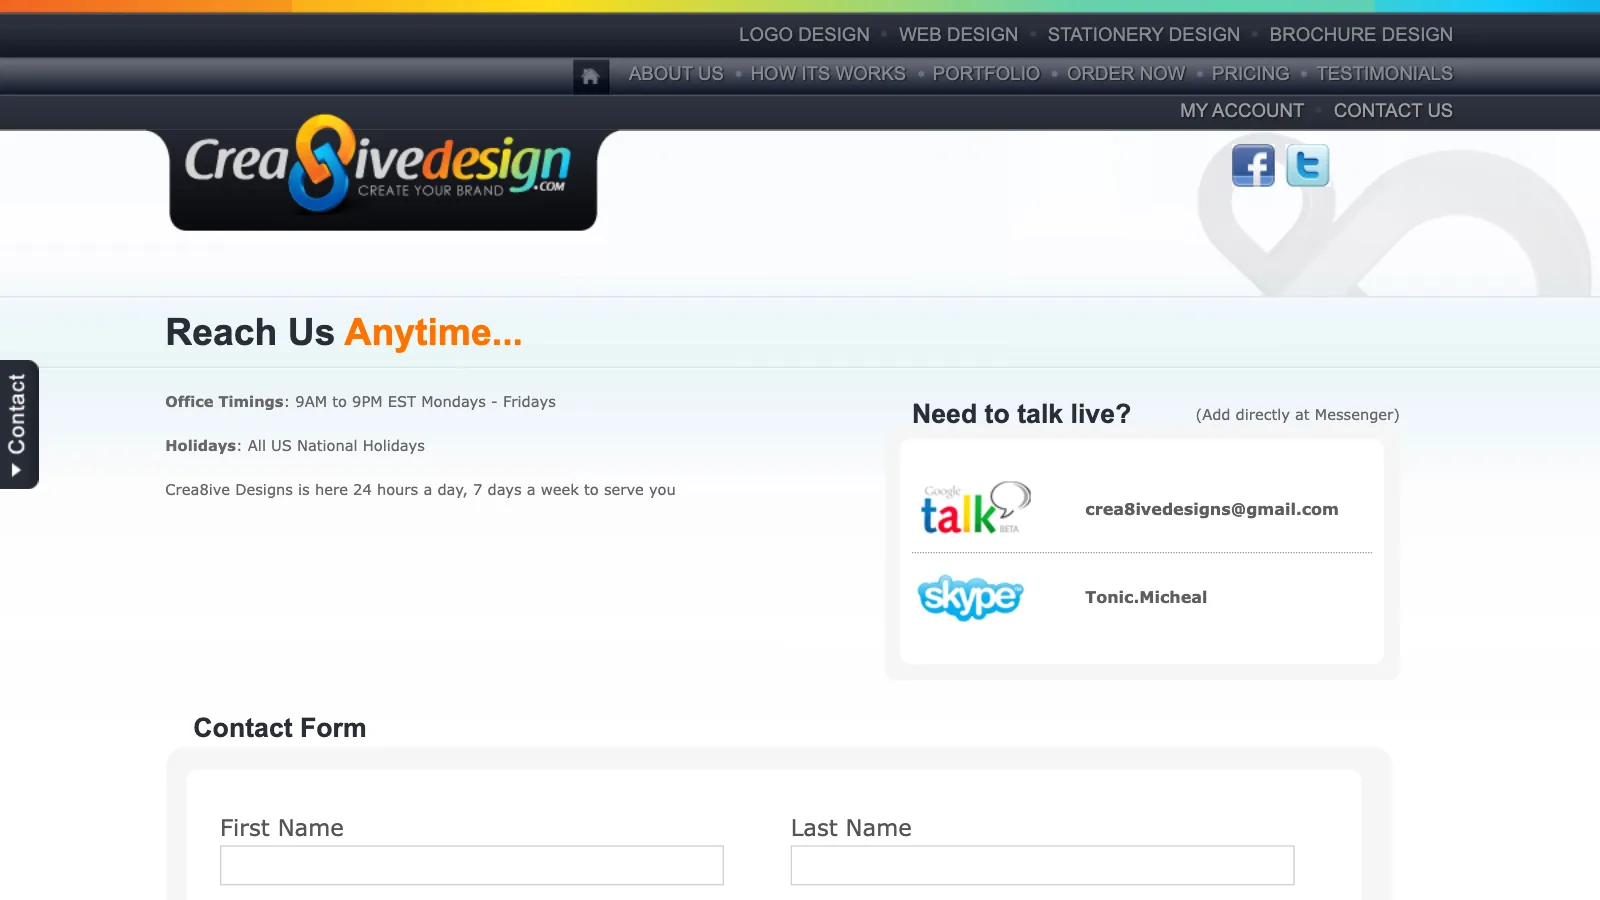 LOGO DESIGN • WEB DESIGN • STATIONERY DESIGN • BROCHURE DESIGN
ABOUT US • HOW ITS WORKS • PORTFOLIO • ORDER NOW • PRICING • TESTIMONIALS
MY ACCOUNT • CONTACT US
Crea8ivedesign.com
CREATE YOUR BRAND
Reach Us Anytime...
Contact
Office Timings: 9AM to 9PM EST Mondays - Fridays
Holidays: All US National Holidays
Crea8ive Designs is here 24 hours a day, 7 days a week to serve you
Need to talk live? (Add directly at Messenger)
Google talk BETA
crea8ivedesigns@gmail.com
skype TM
Tonic.Micheal
Contact Form
First Name
Last Name